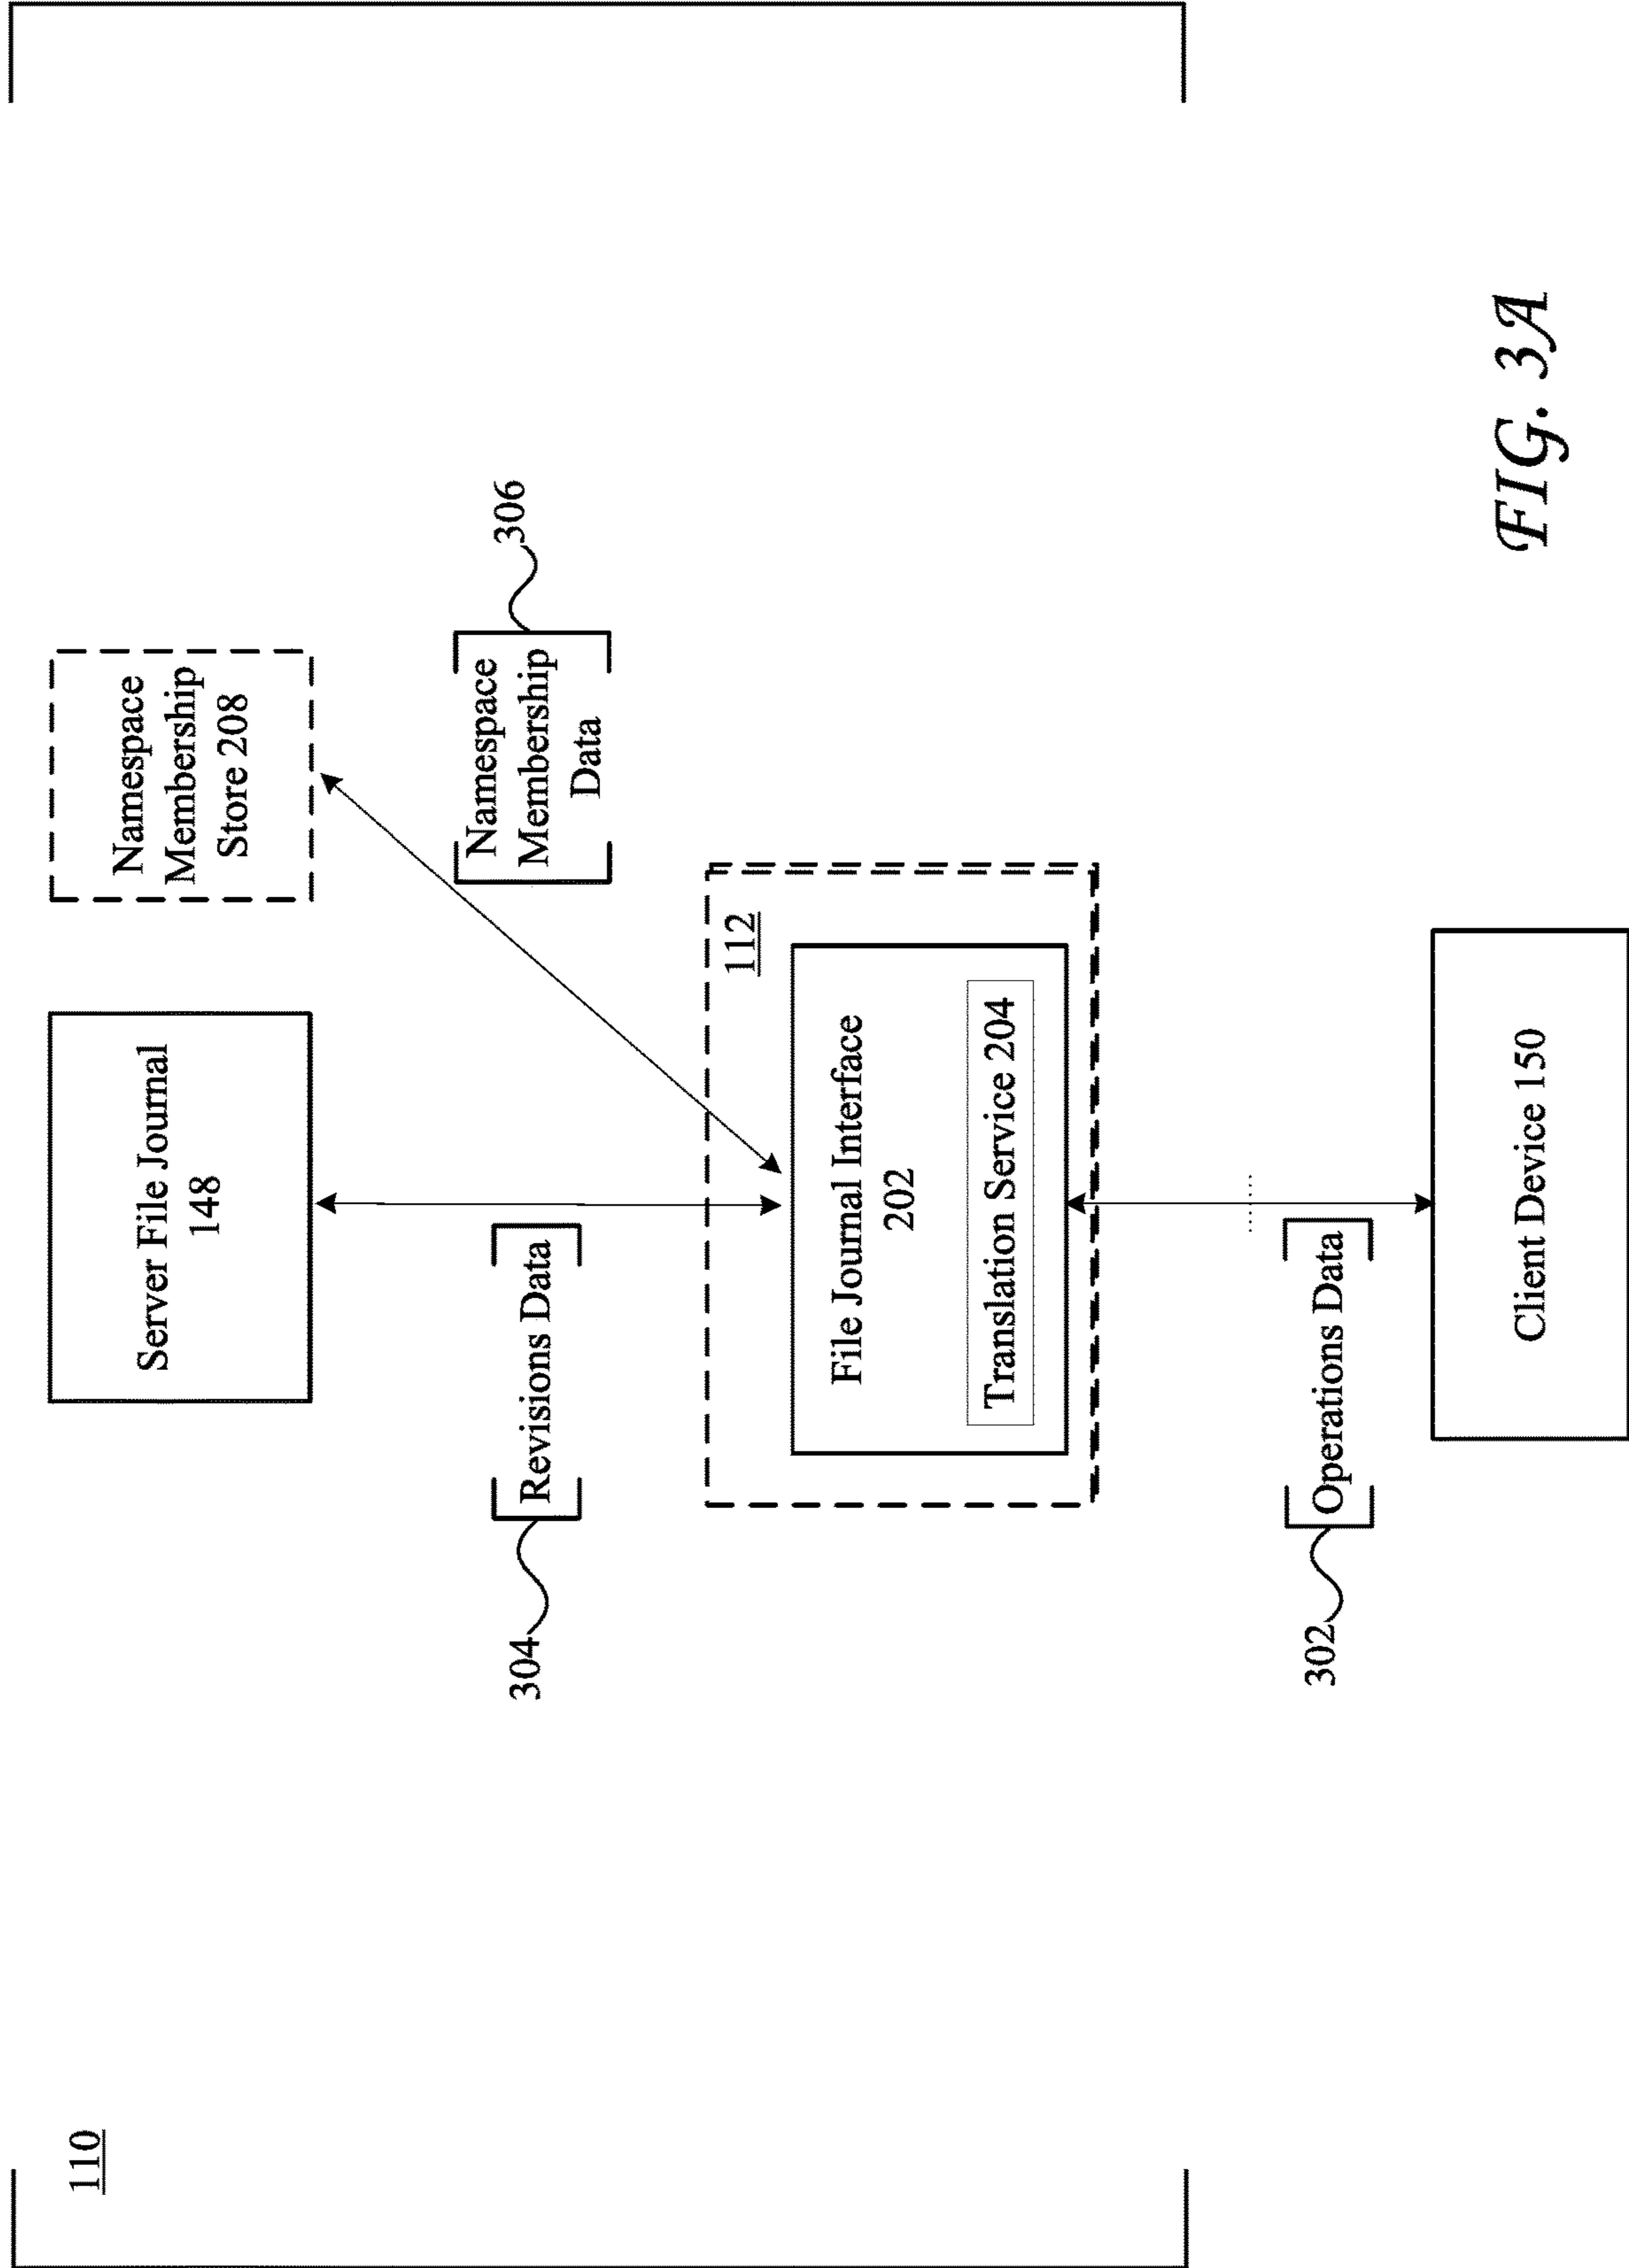 110
Server File Journal
148
Namespace
Membership
Store 208
304
Revisions Data
Namespace
Membership
Data
306
112
File Journal Interface
202
Translation Service 204
302
Operations Data
Client Device 150
FIG. 3A